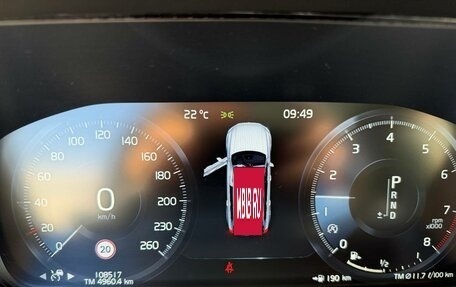 22 °C
09:49
0 20 40 60 80 100 120 140 160 180 200 220 240 260
0
km/h
20
0 1 2 3 4 5 6 7 8
P
R
N
D
±
rpm
x1000
108517
TM 4960.4 km
190 km
TM Ø 11.7 l/100 km
MBIB RU